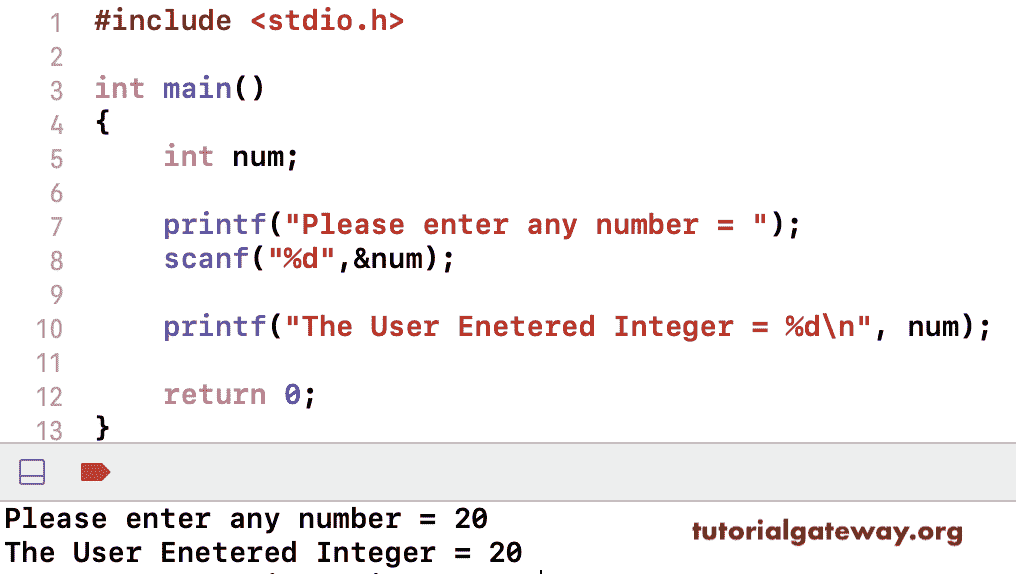 1 #include <stdio.h>
2
3 int main()
4 {
5     int num;
6
7     printf("Please enter any number = ");
8     scanf("%d",&num);
9
10     printf("The User Enetered Integer = %d\n", num);
11
12     return 0;
13 }
Please enter any number = 20
The User Enetered Integer = 20
tutorialgateway.org